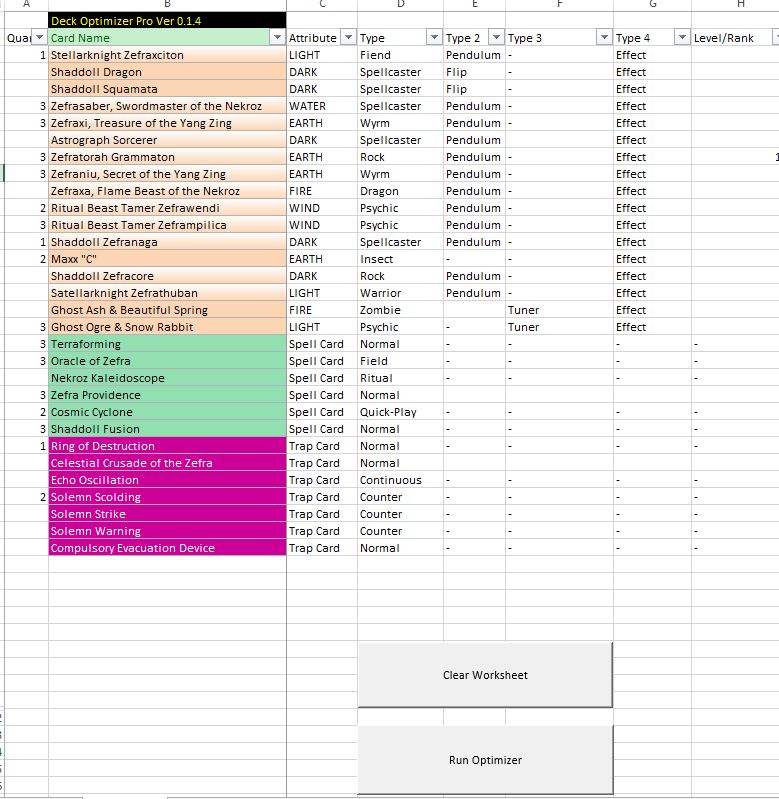 A B C D E F G H
Deck Optimizer Pro Ver 0.1.4
Quan Card Name Attribute Type Type 2 Type 3 Type 4 Level/Rank
1 Stellarknight Zefraxciton LIGHT Fiend Pendulum - Effect
Shaddoll Dragon DARK Spellcaster Flip - Effect
Shaddoll Squamata DARK Spellcaster Flip - Effect
3 Zefrasaber, Swordmaster of the Nekroz WATER Spellcaster Pendulum - Effect
3 Zefraxi, Treasure of the Yang Zing EARTH Wyrm Pendulum - Effect
Astrograph Sorcerer DARK Spellcaster Pendulum Effect
3 Zefratorah Grammaton EARTH Rock Pendulum - Effect 1
3 Zefraniu, Secret of the Yang Zing EARTH Wyrm Pendulum - Effect
Zefraxa, Flame Beast of the Nekroz FIRE Dragon Pendulum - Effect
2 Ritual Beast Tamer Zefrawendi WIND Psychic Pendulum - Effect
3 Ritual Beast Tamer Zeframpilica WIND Psychic Pendulum - Effect
1 Shaddoll Zefranaga DARK Spellcaster Pendulum - Effect
2 Maxx "C" EARTH Insect - - Effect
Shaddoll Zefracore DARK Rock Pendulum - Effect
Satellarknight Zefrathuban LIGHT Warrior Pendulum - Effect
Ghost Ash & Beautiful Spring FIRE Zombie Tuner Effect
3 Ghost Ogre & Snow Rabbit LIGHT Psychic - Tuner Effect
3 Terraforming Spell Card Normal - - - -
3 Oracle of Zefra Spell Card Field - - - -
Nekroz Kaleidoscope Spell Card Ritual - - - -
3 Zefra Providence Spell Card Normal
2 Cosmic Cyclone Spell Card Quick-Play - - - -
3 Shaddoll Fusion Spell Card Normal - - - -
1 Ring of Destruction Trap Card Normal - - - -
Celestial Crusade of the Zefra Trap Card Normal
Echo Oscillation Trap Card Continuous - - - -
2 Solemn Scolding Trap Card Counter - - - -
Solemn Strike Trap Card Counter - - - -
Solemn Warning Trap Card Counter - - - -
Compulsory Evacuation Device Trap Card Normal - - - -
Clear Worksheet
Run Optimizer